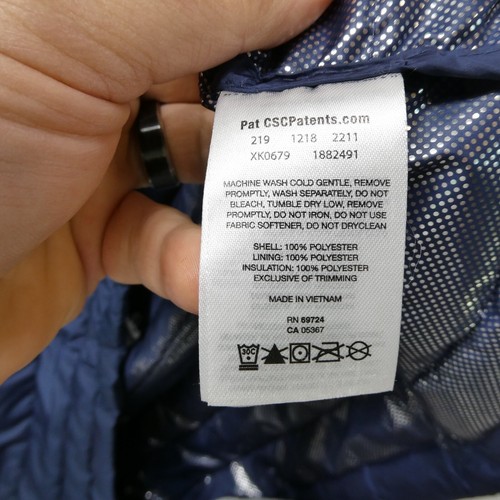 Pat CSCPatents.com
219 1218 2211
XK0679 1882491
MACHINE WASH COLD GENTLE, REMOVE
PROMPTLY, WASH SEPARATELY, DO NOT
BLEACH, TUMBLE DRY LOW, REMOVE
PROMPTLY, DO NOT IRON, DO NOT USE
FABRIC SOFTENER, DO NOT DRYCLEAN
SHELL: 100% POLYESTER
LINING: 100% POLYESTER
INSULATION: 100% POLYESTER
EXCLUSIVE OF TRIMMING
MADE IN VIETNAM
RN 69724
CA 05367
30C